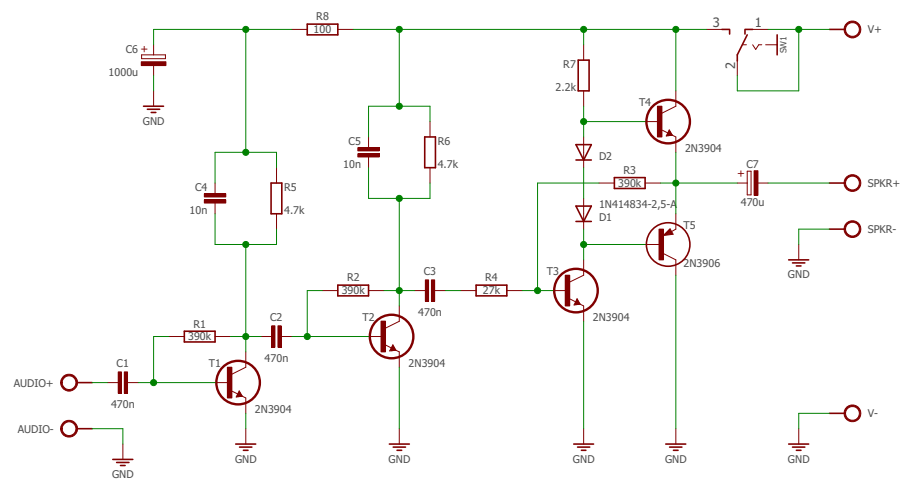 R8
100
3
1
V+
C6
+
1000u
GND
2
SW1
R7
2.2k
T4
2N3904
C5
10n
R6
4.7k
D2
C4
10n
R5
4.7k
R3
390k
C7
+
470u
SPKR+
1N414834-2,5-A
D1
T5
2N3906
SPKR-
GND
R2
390k
C3
470n
R4
27k
T3
2N3904
R1
390k
C2
470n
T2
2N3904
C1
470n
T1
2N3904
AUDIO+
AUDIO-
V-
GND
GND
GND
GND
GND
GND